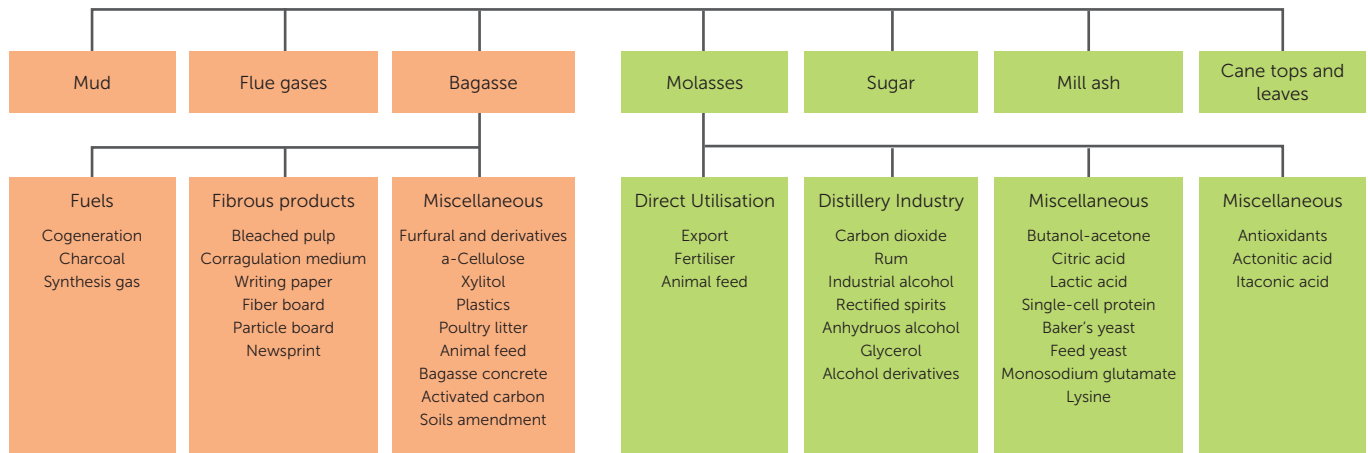 Mud
Flue gases
Bagasse
Molasses
Sugar
Mill ash
Cane tops and
leaves
Fuels
Cogeneration
Charcoal
Synthesis gas
Fibrous products
Bleached pulp
Corragulation medium
Writing paper
Fiber board
Particle board
Newsprint
Miscellaneous
Furfural and derivatives
a-Cellulose
Xylitol
Plastics
Poultry litter
Animal feed
Bagasse concrete
Activated carbon
Soils amendment
Direct Utilisation
Export
Fertiliser
Animal feed
Distillery Industry
Carbon dioxide
Rum
Industrial alcohol
Rectified spirits
Anhydruos alcohol
Glycerol
Alcohol derivatives
Miscellaneous
Butanol-acetone
Citric acid
Lactic acid
Single-cell protein
Baker's yeast
Feed yeast
Monosodium glutamate
Lysine
Miscellaneous
Antioxidants
Actonitic acid
Itaconic acid